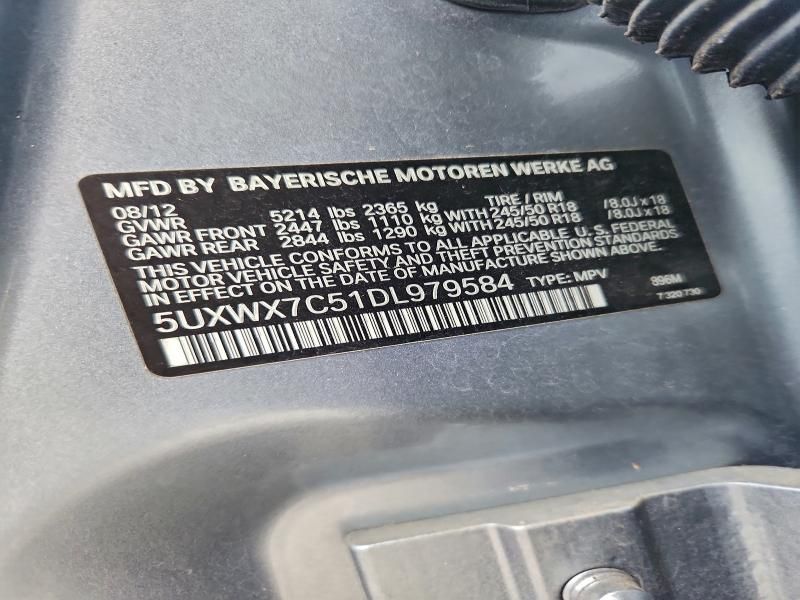 MFD BY BAYERISCHE MOTOREN WERKE AG
08/12 TIRE / RIM
GVWR 5214 lbs 2365 kg
GAWR FRONT 2447 lbs 1110 kg WITH 245/50 R18 /8.0J x 18
GAWR REAR 2844 lbs 1290 kg WITH 245/50 R18 /8.0J x 18
THIS VEHICLE CONFORMS TO ALL APPLICABLE U.S. FEDERAL
MOTOR VEHICLE SAFETY AND THEFT PREVENTION STANDARDS
IN EFFECT ON THE DATE OF MANUFACTURE SHOWN ABOVE.
5UXWX7C51DL979584 TYPE: MPV 896M
7 320 730